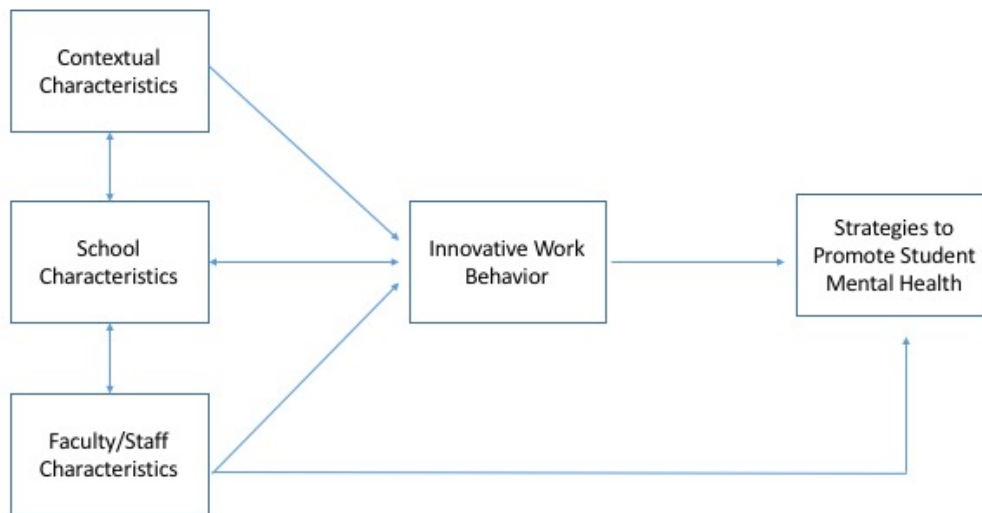 Contextual
Characteristics
School
Characteristics
Innovative Work
Behavior
Strategies to
Promote Student
Mental Health
Faculty/Staff
Characteristics